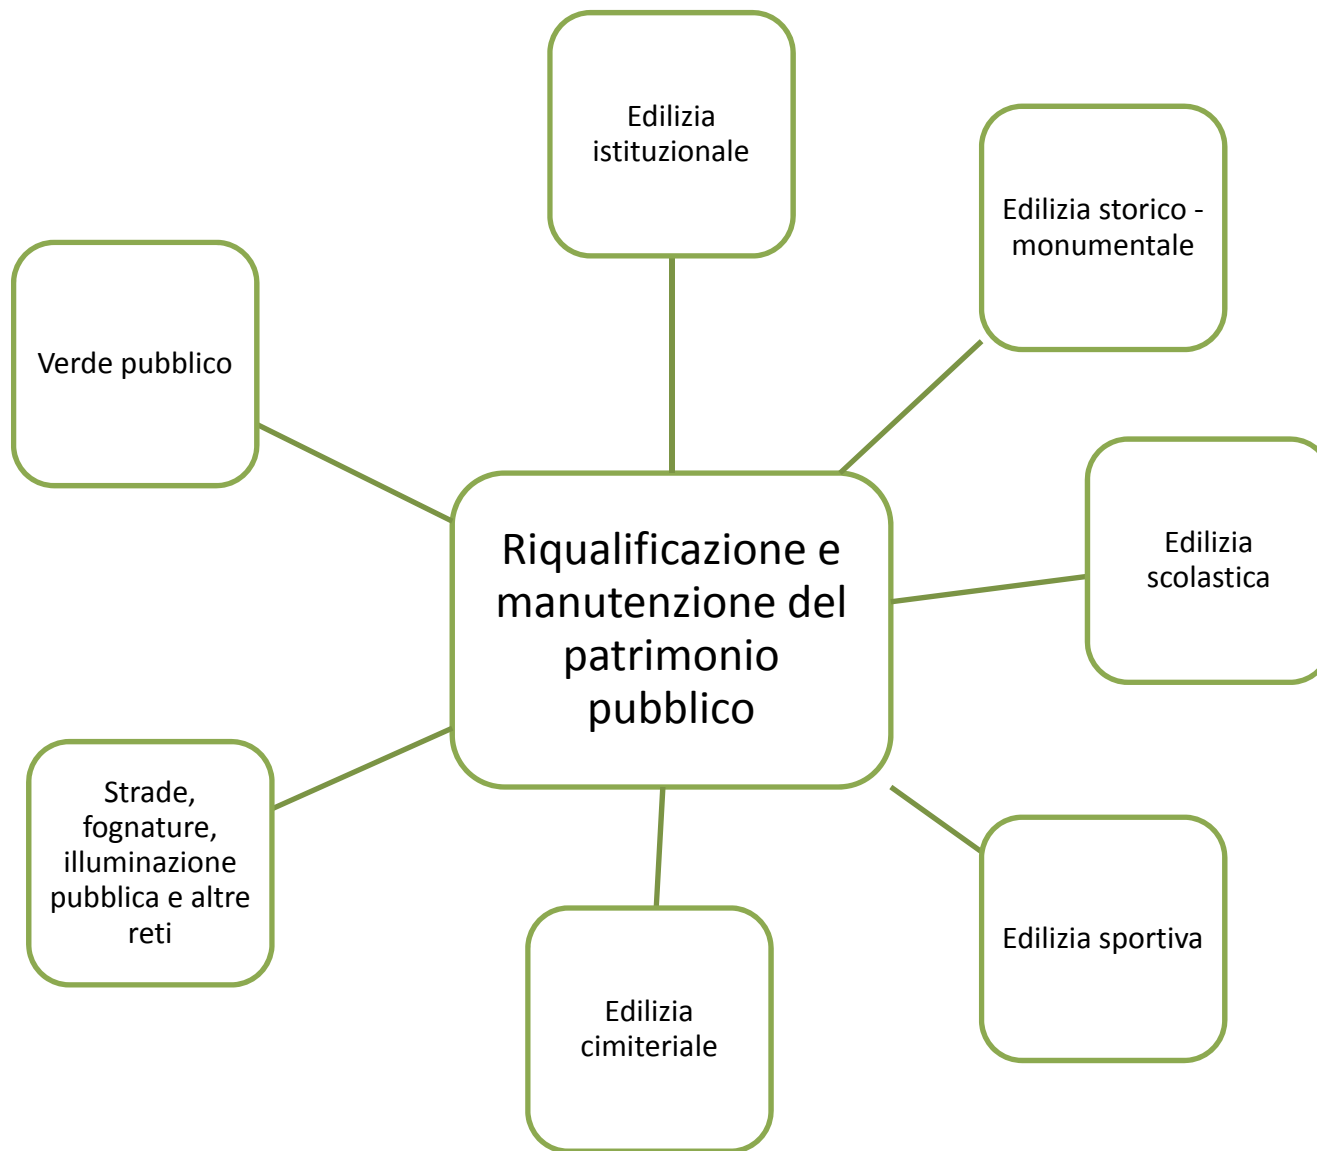 Edilizia
istituzionale
Edilizia storico -
monumentale
Verde pubblico
Edilizia
scolastica
Riqualificazione e
manutenzione del
patrimonio
pubblico
Strade,
fognature,
illuminazione
pubblica e altre
reti
Edilizia sportiva
Edilizia
cimiteriale